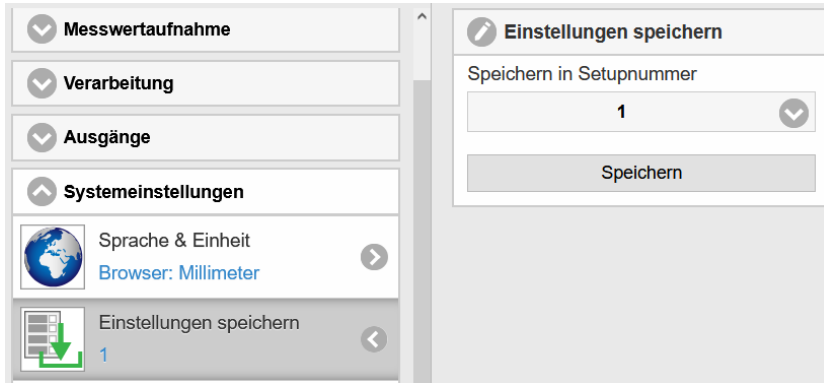 Messwertaufnahme
Verarbeitung
Ausgänge
Systemeinstellungen
Sprache & Einheit
Browser: Millimeter
Einstellungen speichern
1
Einstellungen speichern
Speichern in Setupnummer
1
Speichern